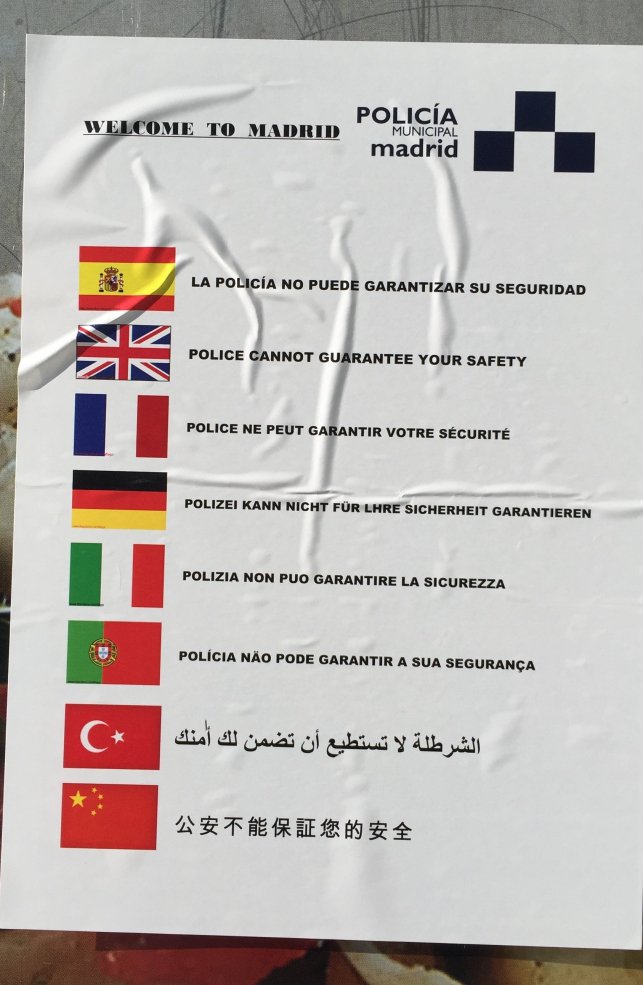 WELCOME TO MADRID
POLICÍA
MUNICIPAL
madrid
LA POLICÍA NO PUEDE GARANTIZAR SU SEGURIDAD
POLICE CANNOT GUARANTEE YOUR SAFETY
POLICE NE PEUT GARANTIR VOTRE SÉCURITÉ
POLIZEI KANN NICHT FÜR LHRE SICHERHEIT GARANTIEREN
POLIZIA NON PUO GARANTIRE LA SICUREZZA
POLÍCIA NÃO PODE GARANTIR A SUA SEGURANÇA
الشرطلة لا تستطيع أن تضمن لك أمنك
公安不能保証您的安全